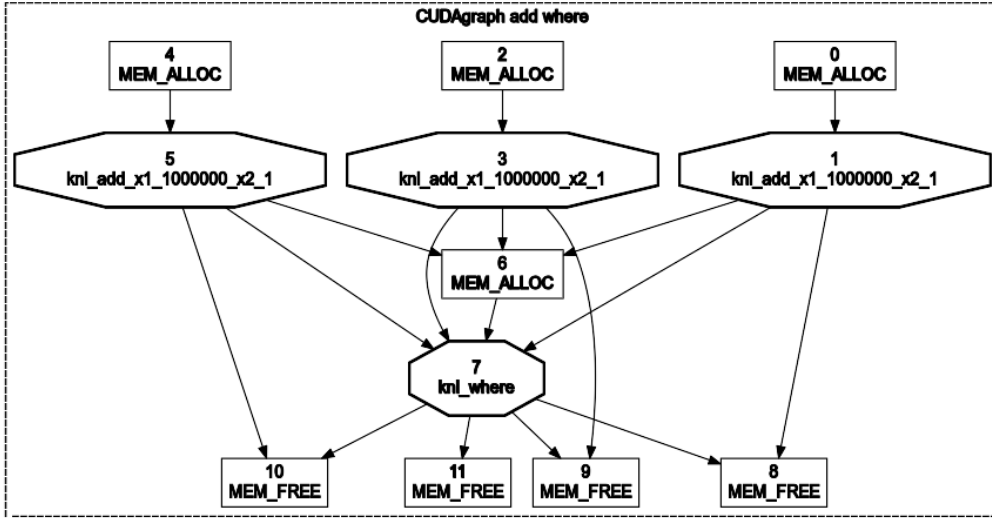 CUDAgraph add where
4
MEM_ALLOC
2
MEM_ALLOC
0
MEM_ALLOC
5
knl_add_x1_1000000_x2_1
3
knl_add_x1_1000000_x2_1
1
knl_add_x1_1000000_x2_1
6
MEM_ALLOC
7
knl_where
10
MEM_FREE
11
MEM_FREE
9
MEM_FREE
8
MEM_FREE